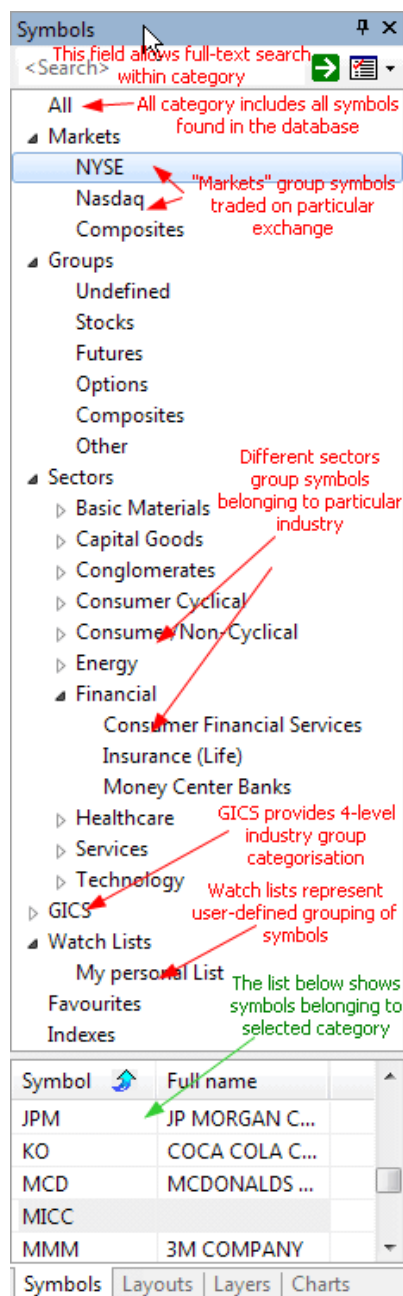 Symbols
This field allows full-text search
<Search>
within category
All
All category includes all symbols
found in the database
Markets
NYSE
"Markets" group symbols
Nasdaq
traded on particular
Composites
exchange
Groups
Undefined
Stocks
Futures
Options
Composites
Other
Different sectors
group symbols
Sectors
belonging to particular
Basic Materials
industry
Capital Goods
Conglomerates
Consumer Cyclical
Consumer/Non-Cyclical
Energy
Financial
Consumer Financial Services
Insurance (Life)
Money Center Banks
GICS provides 4-level
Healthcare
industry group
categorisation
Services
Technology
Watch lists represent
GICS
user-defined grouping of
symbols
Watch Lists
My personal List
The list below shows
Favourites
symbols belonging to
Indexes
selected category
Symbol Full name
JPM JP MORGAN C...
KO COCA COLA C...
MCD MCDONALDS ...
MICC
MMM 3M COMPANY
Symbols Layouts Layers Charts